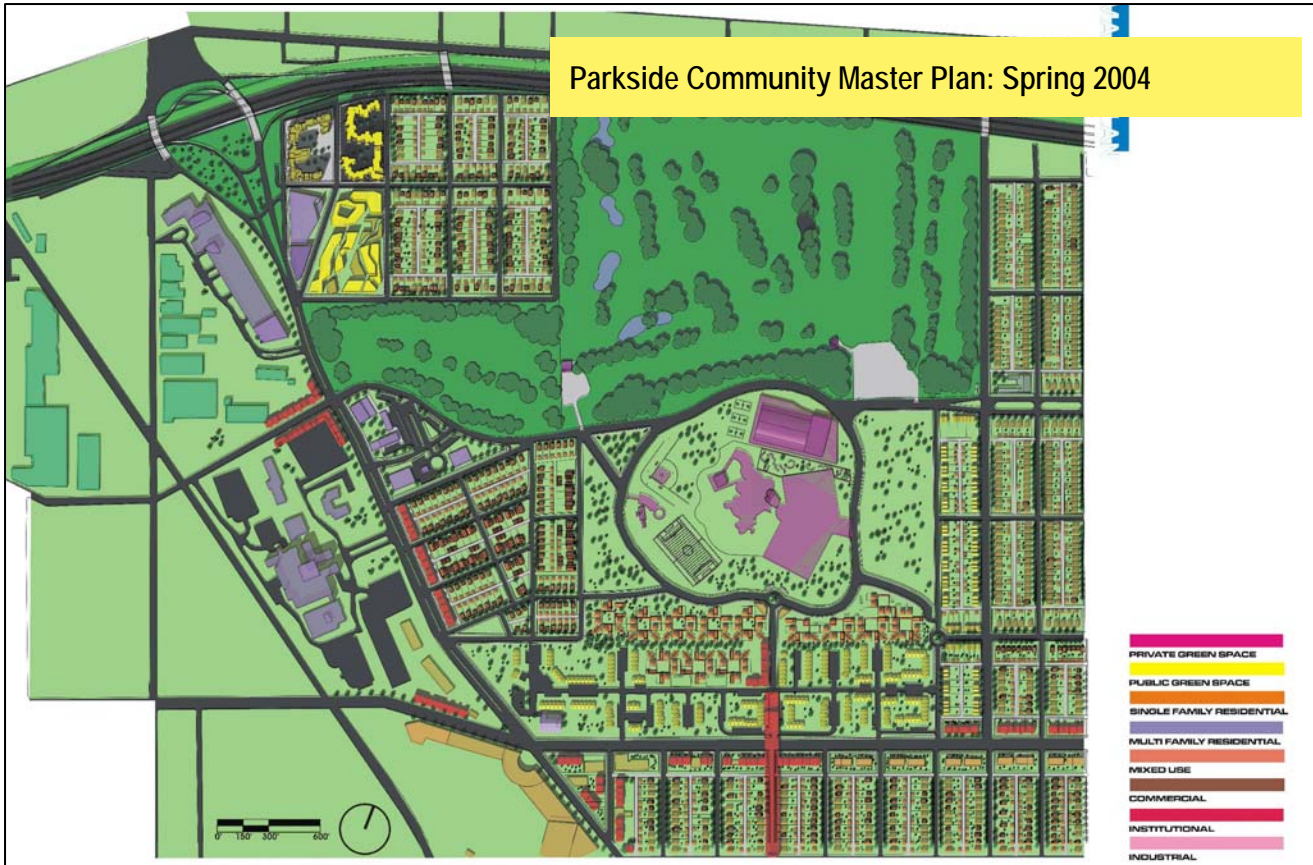 Parkside Community Master Plan: Spring 2004
PRIVATE GREEN SPACE
PUBLIC GREEN SPACE
SINGLE FAMILY RESIDENTIAL
MULTI FAMILY RESIDENTIAL
MIXED USE
COMMERCIAL
INSTITUTIONAL
INDUSTRIAL
0' 150' 300' 600'